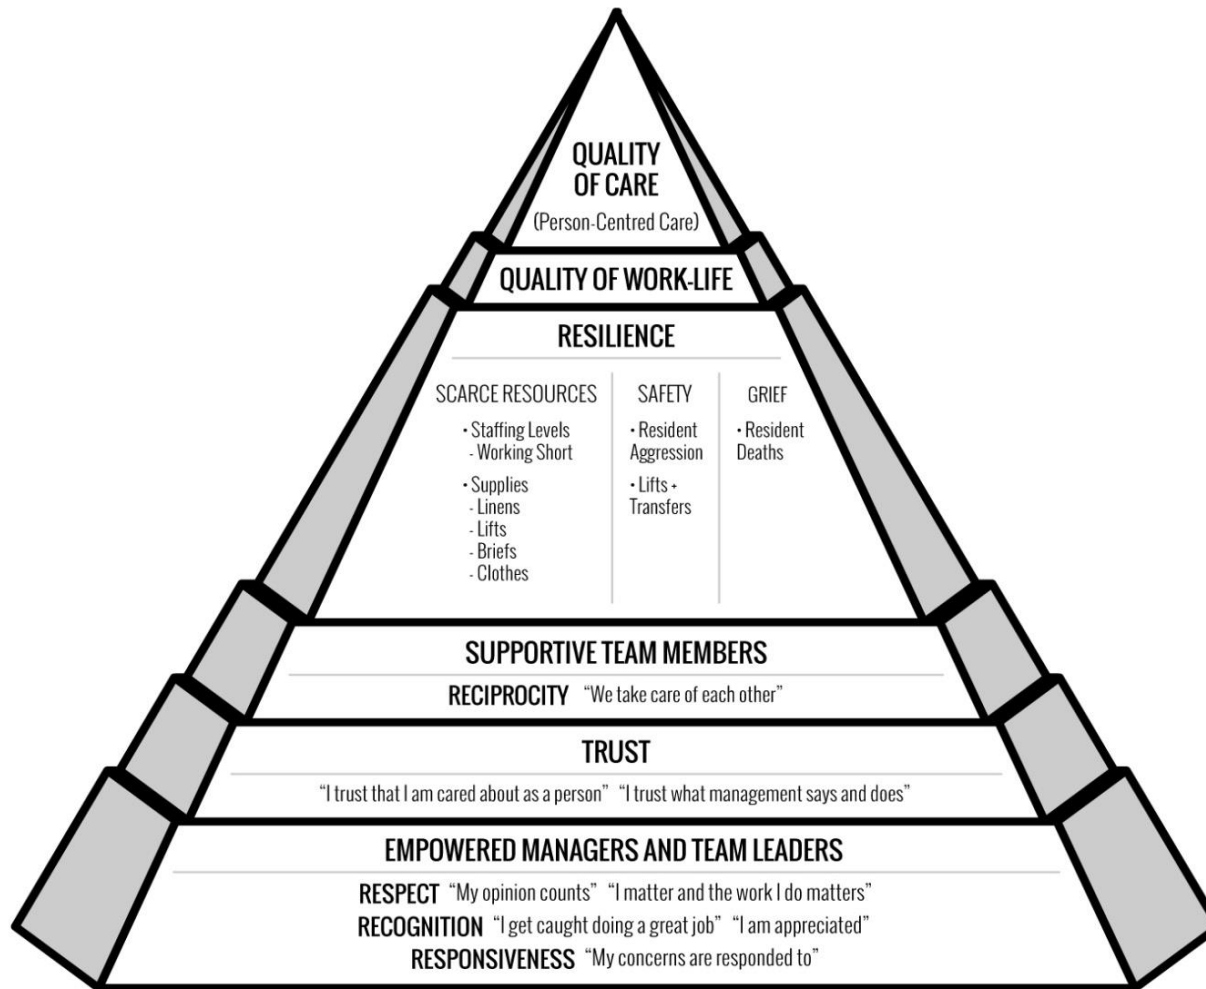 QUALITY
OF CARE
(Person-Centred Care)
QUALITY OF WORK-LIFE
RESILIENCE
SCARCE RESOURCES
• Staffing Levels
- Working Short
• Supplies
- Linens
- Lifts
- Briefs
- Clothes
SAFETY
• Resident
Aggression
• Lifts +
Transfers
GRIEF
• Resident
Deaths
SUPPORTIVE TEAM MEMBERS
RECIPROCITY “We take care of each other”
TRUST
“I trust that I am cared about as a person” “I trust what management says and does”
EMPOWERED MANAGERS AND TEAM LEADERS
RESPECT “My opinion counts” “I matter and the work I do matters”
RECOGNITION “I get caught doing a great job” “I am appreciated”
RESPONSIVENESS “My concerns are responded to”